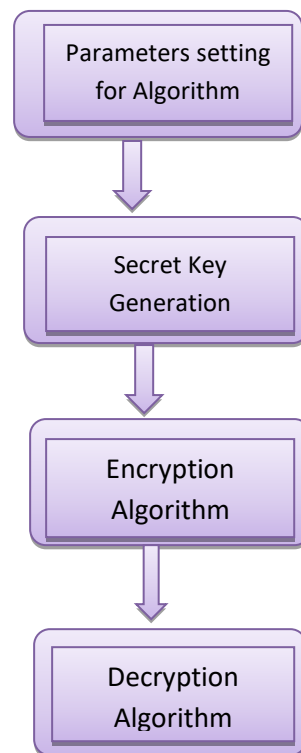 Parameters setting
for Algorithm
Secret Key
Generation
Encryption
Algorithm
Decryption
Algorithm